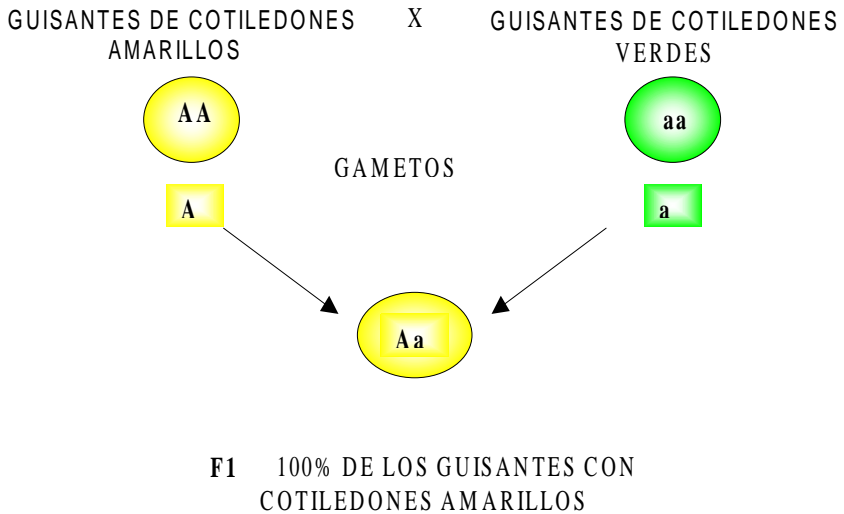 GUISANTES DE COTILEDONES AMARILLOS
X
GUISANTES DE COTILEDONES VERDES
AA
aa
GAMETOS
A
a
Aa
F1 100% DE LOS GUISANTES CON
COTILEDONES AMARILLOS